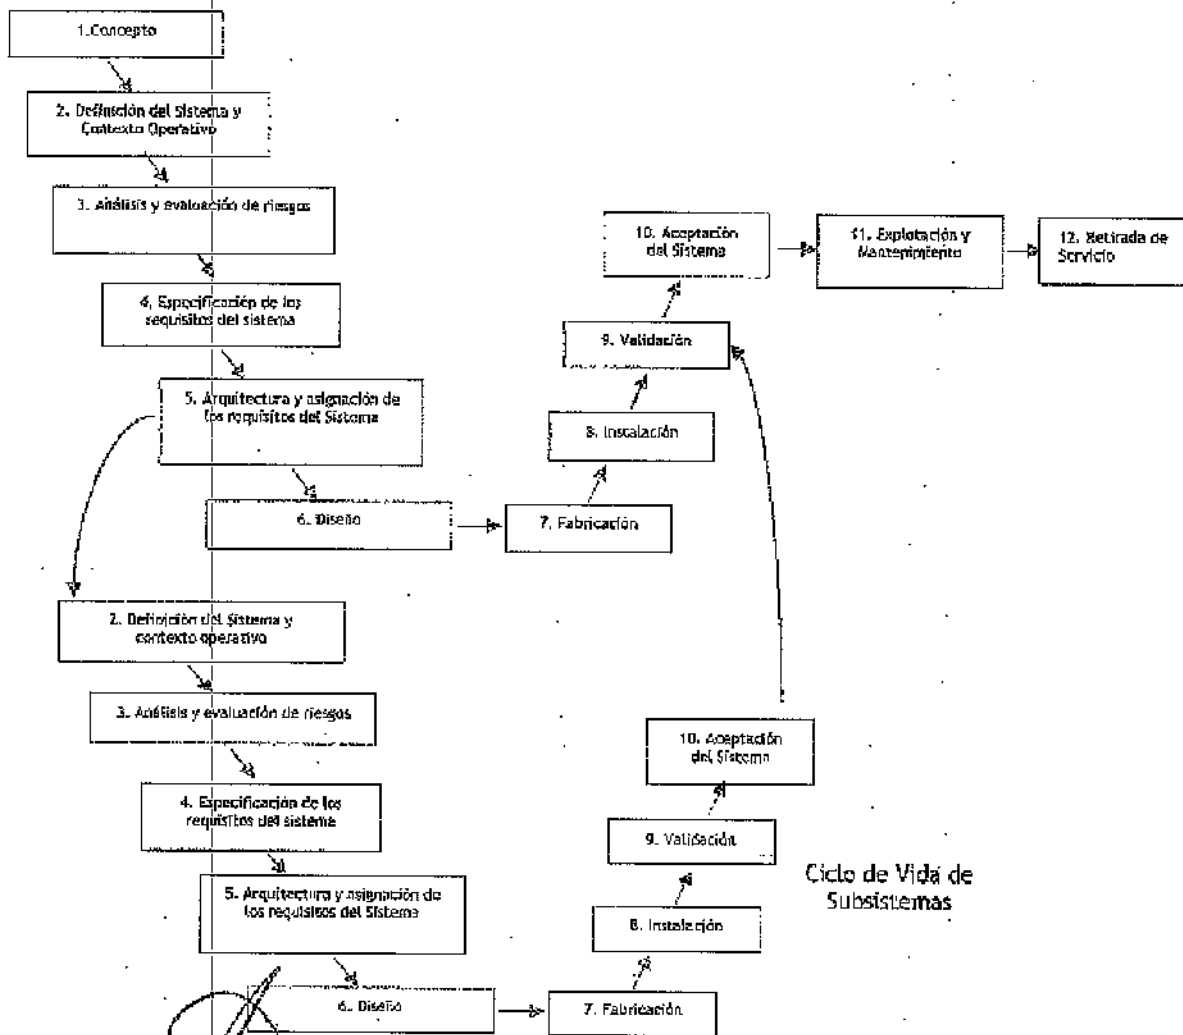 1. Concepto
2. Definición del Sistema y
Contexto Operativo
3. Análisis y evaluación de riesgos
4. Especificación de los
requisitos del sistema
5. Arquitectura y asignación de
los requisitos del Sistema
6. Diseño
7. Fabricación
8. Instalación
9. Validación
10. Aceptación
del Sistema
11. Explotación y
Mantenimiento
12. Retirada de
Servicio
2. Definición del Sistema y
contexto operativo
3. Análisis y evaluación de riesgos
4. Especificación de los
requisitos del sistema
5. Arquitectura y asignación de
los requisitos del Sistema
6. Diseño
7. Fabricación
8. Instalación
9. Validación
10. Aceptación
del Sistema
Ciclo de Vida de
Subsistemas